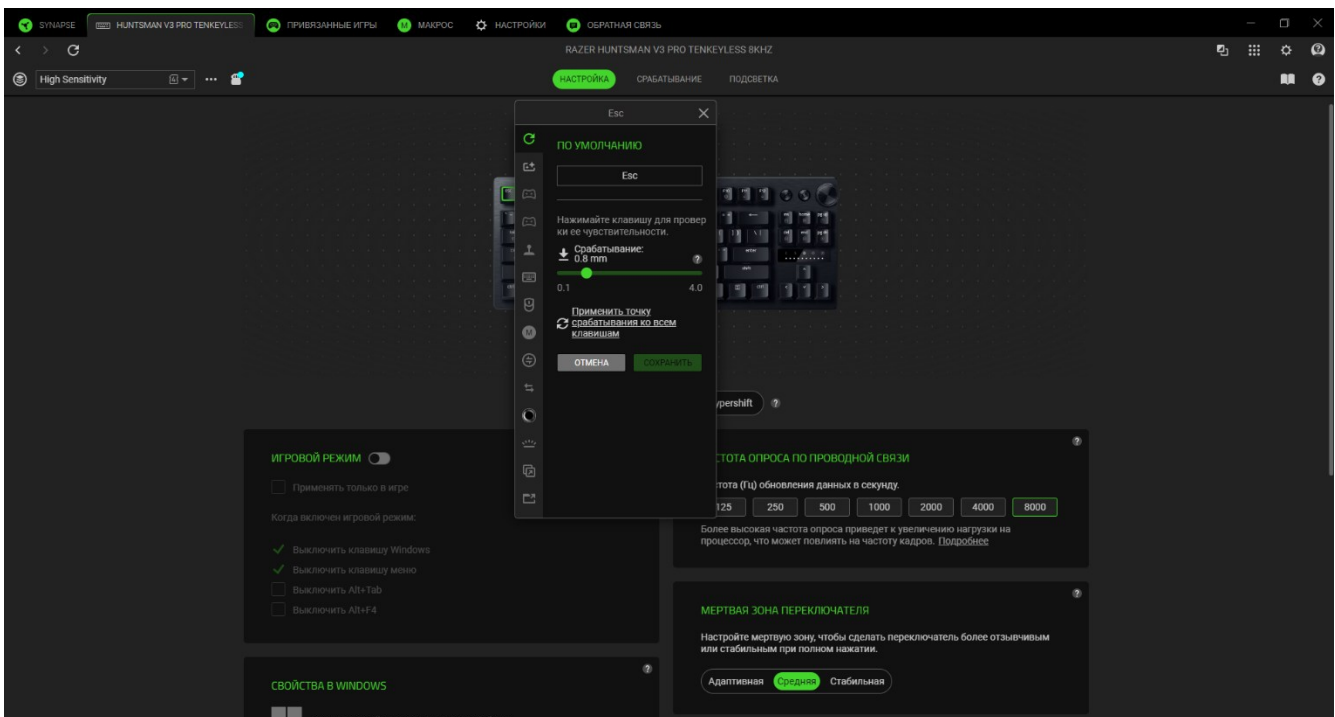 SYNAPSE
HUNTSMAN V3 PRO TENKEYLESS
ПРИВЯЗАННЫЕ ИГРЫ
МАКРОС
НАСТРОЙКИ
ОБРАТНАЯ СВЯЗЬ
RAZER HUNTSMAN V3 PRO TENKEYLESS 8KHZ
High Sensitivity
НАСТРОЙКА
СРАБАТЫВАНИЕ
ПОДСВЕТКА
Esc
ПО УМОЛЧАНИЮ
Esc
Нажимайте клавишу для провер
ки ее чувствительности.
Срабатывание:
0.8 mm
0.1
4.0
Применить точку
срабатывания ко всем
клавишам
ОТМЕНА
СОХРАНИТЬ
ypershift
ИГРОВОЙ РЕЖИМ
Применять только в игре
Когда включен игровой режим:
Выключить клавишу Windows
Выключить клавишу меню
Выключить Alt+Tab
Выключить Alt+F4
СВОЙСТВА В WINDOWS
СТОТА ОПРОСА ПО ПРОВОДНОЙ СВЯЗИ
тота (Гц) обновления данных в секунду.
125
250
500
1000
2000
4000
8000
Более высокая частота опроса приведет к увеличению нагрузки на
процессор, что может повлиять на частоту кадров. Подробнее
МЕРТВАЯ ЗОНА ПЕРЕКЛЮЧАТЕЛЯ
Настройте мертвую зону, чтобы сделать переключатель более отзывчивым
или стабильным при полном нажатии.
Адаптивная
Средняя
Стабильная